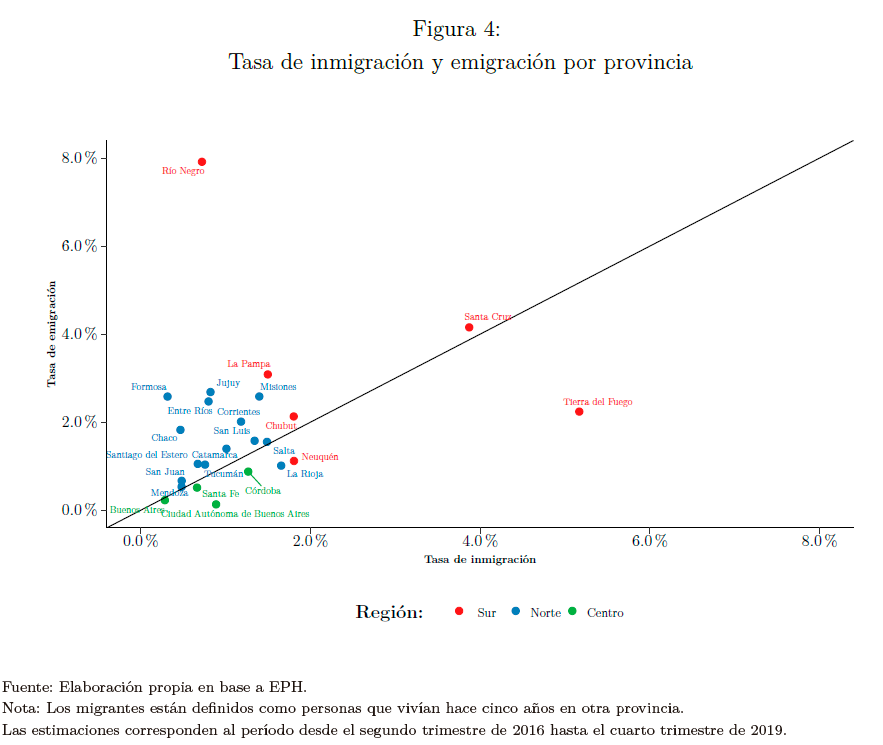 Figura 4:
Tasa de inmigración y emigración por provincia
8.0 %
Río Negro
6.0 %
Tasa de emigración
4.0 %
Santa Cruz
La Pampa
Formosa
Jujuy
Misiones
Tierra del Fuego
Entre Ríos
Corrientes
2.0 %
Chubut
San Luis
Chaco
Salta
Santiago del Estero
Catamarca
Neuquén
San Juan
Tucumán
La Rioja
Mendoza
Santa Fe
Córdoba
0.0 %
Buenos Aires
Ciudad Autónoma de Buenos Aires
0.0 %
2.0 %
4.0 %
6.0 %
8.0 %
Tasa de inmigración
Región:
Sur
Norte
Centro
Fuente: Elaboración propia en base a EPH.
Nota: Los migrantes están definidos como personas que vivían hace cinco años en otra provincia.
Las estimaciones corresponden al período desde el segundo trimestre de 2016 hasta el cuarto trimestre de 2019.